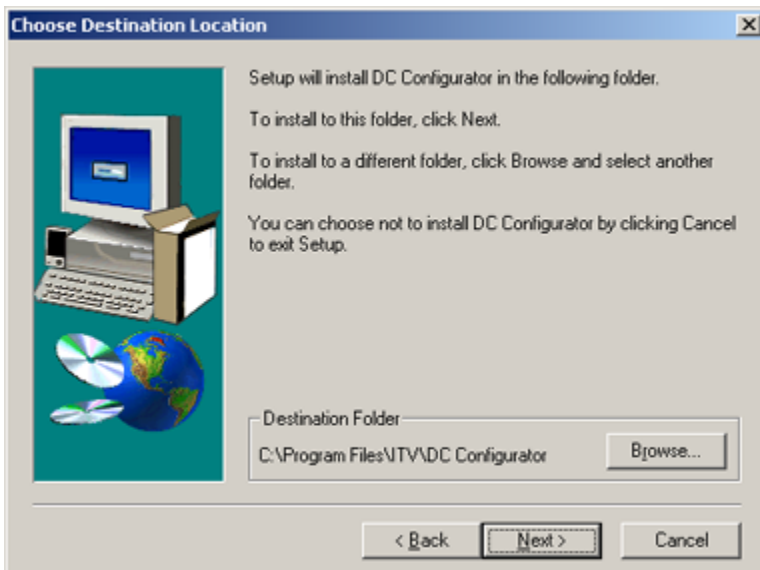 Choose Destination Location
Setup will install DC Configurator in the following folder.
To install to this folder, click Next.
To install to a different folder, click Browse and select another
folder.
You can choose not to install DC Configurator by clicking Cancel
to exit Setup.
Destination Folder
C:\Program Files\ITV\DC Configurator
Browse...
< Back
Next >
Cancel